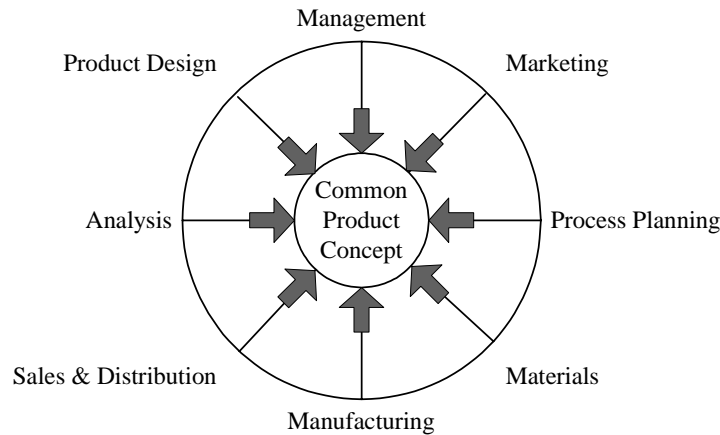 Management
Product Design
Marketing
Common
Product
Concept
Analysis
Process Planning
Sales & Distribution
Materials
Manufacturing